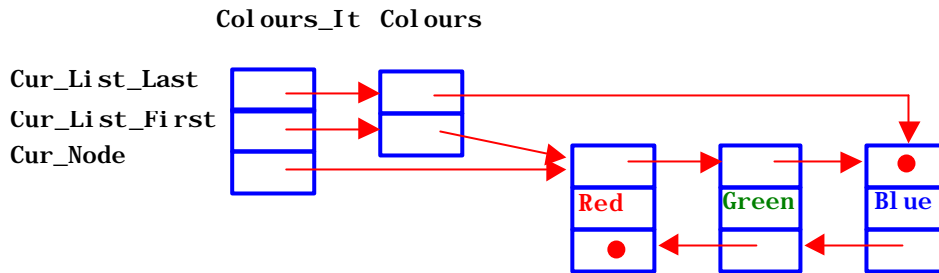 Colours_It Colours
Cur_List_Last
Cur_List_First
Cur_Node
Red Green Blue